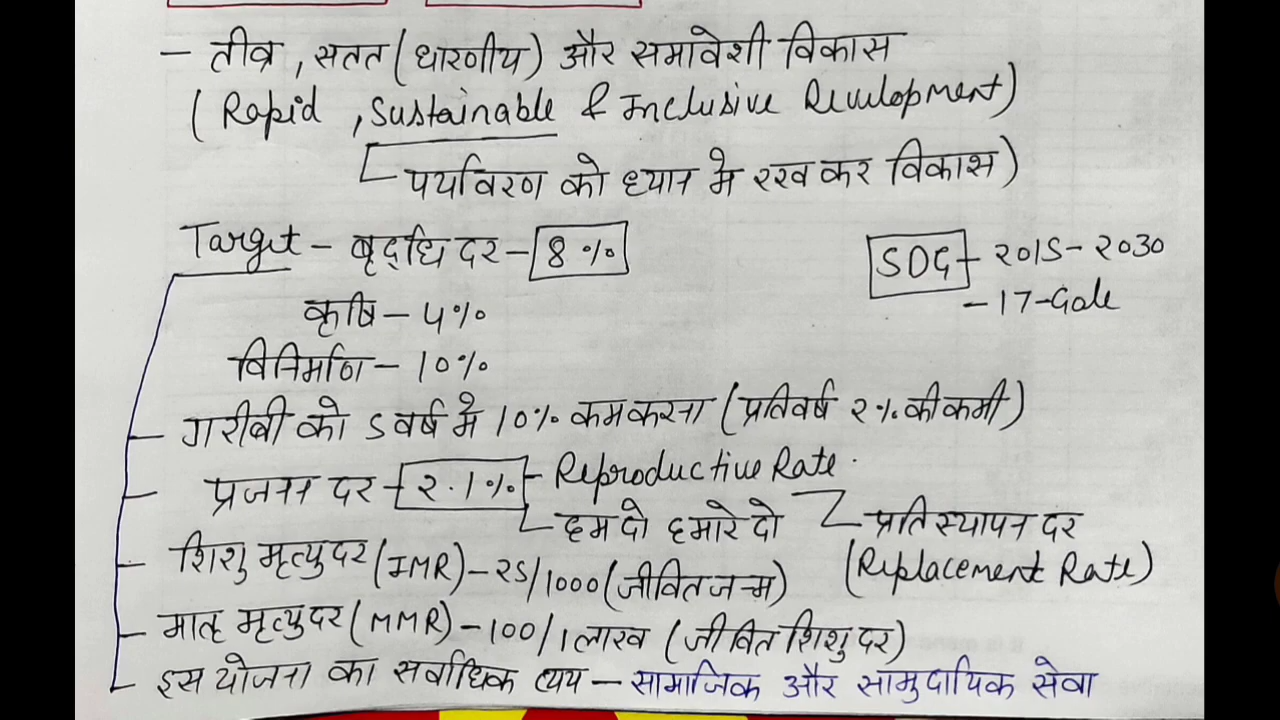 – तीव्र, सतत (धारणीय) और समावेशी विकास
(Rapid, Sustainable & Inclusive Development)
पर्यावरण को ध्यान मे रख कर विकास)
Target – बृद्धि दर – 8%
SDG – 2015-2030
– 17-Gole
कृषि – 4%
विनिर्माण – 10%
– गरीबी को 5 वर्ष मे 10% कम करना (प्रतिवर्ष 2% की कमी)
– प्रजनन दर – 2.1% – Reproductive Rate.
हम दो हमारे दो
प्रतिस्थापन दर
– शिशु मृत्यु दर (IMR) – 25/1000 (जीवित जन्म)
(Replacement Rate)
– मातृ मृत्यु दर (MMR) – 100/1 लाख (जीवित शिशु दर)
– इस योजना का सर्वाधिक व्यय – सामाजिक और सामुदायिक सेवा